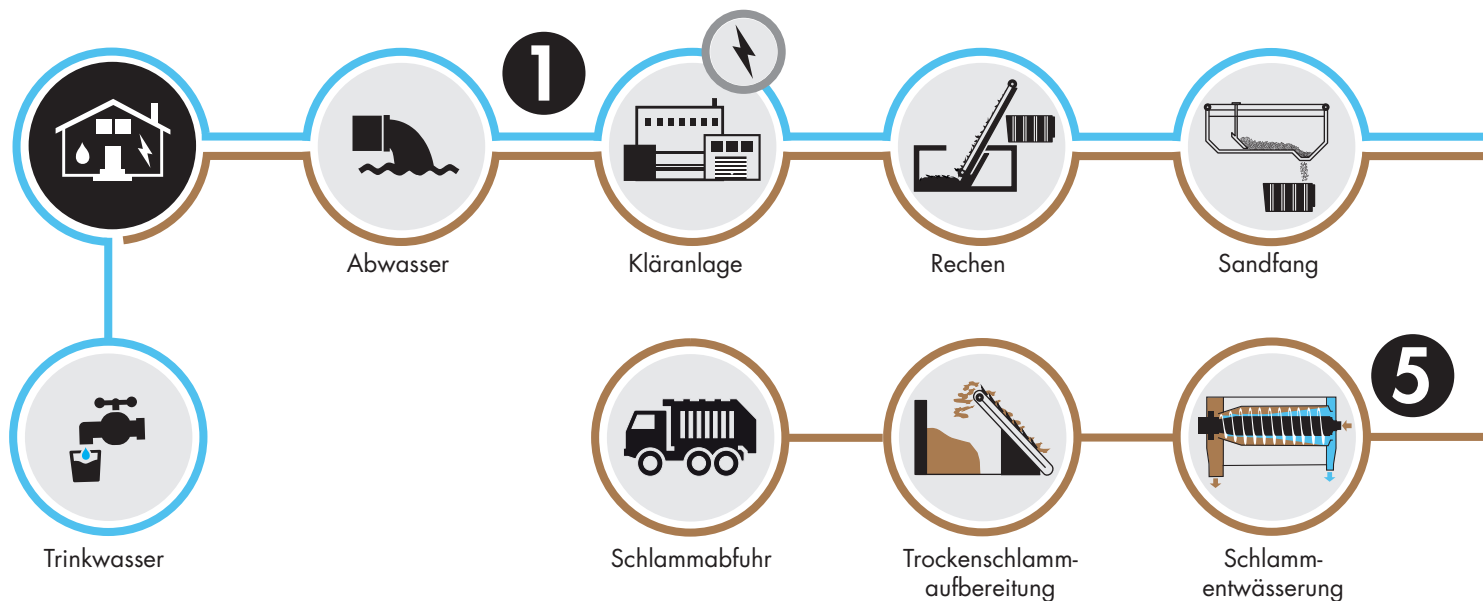 1
Abwasser
Kläranlage
Rechen
Sandfang
5
Trinkwasser
Schlammabfuhr
Trockenschlamm-
aufbereitung
Schlamm-
entwässerung